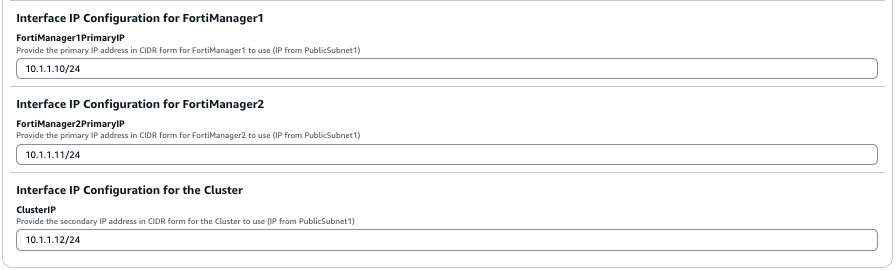 Interface IP Configuration for FortiManager1
FortiManager1PrimaryIP
Provide the primary IP address in CIDR form for FortiManager1 to use (IP from PublicSubnet1)
10.1.1.10/24
Interface IP Configuration for FortiManager2
FortiManager2PrimaryIP
Provide the primary IP address in CIDR form for FortiManager2 to use (IP from PublicSubnet1)
10.1.1.11/24
Interface IP Configuration for the Cluster
ClusterIP
Provide the secondary IP address in CIDR form for the Cluster to use (IP from PublicSubnet1)
10.1.1.12/24